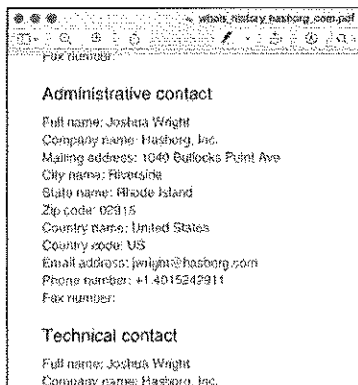 whois_history_hasborg_com.pdf
Fax number:
Administrative contact
Full name: Joshua Wright
Company name: Hasborg, Inc.
Mailing address: 1040 Bullocks Point Ave
City name: Riverside
State name: Rhode Island
Zip code: 02915
Country name: United States
Country code: US
Email address: jwright@hasborg.com
Phone number: +1.4015242911
Fax number:
Technical contact
Full name: Joshua Wright
Company name: Hasborg, Inc.